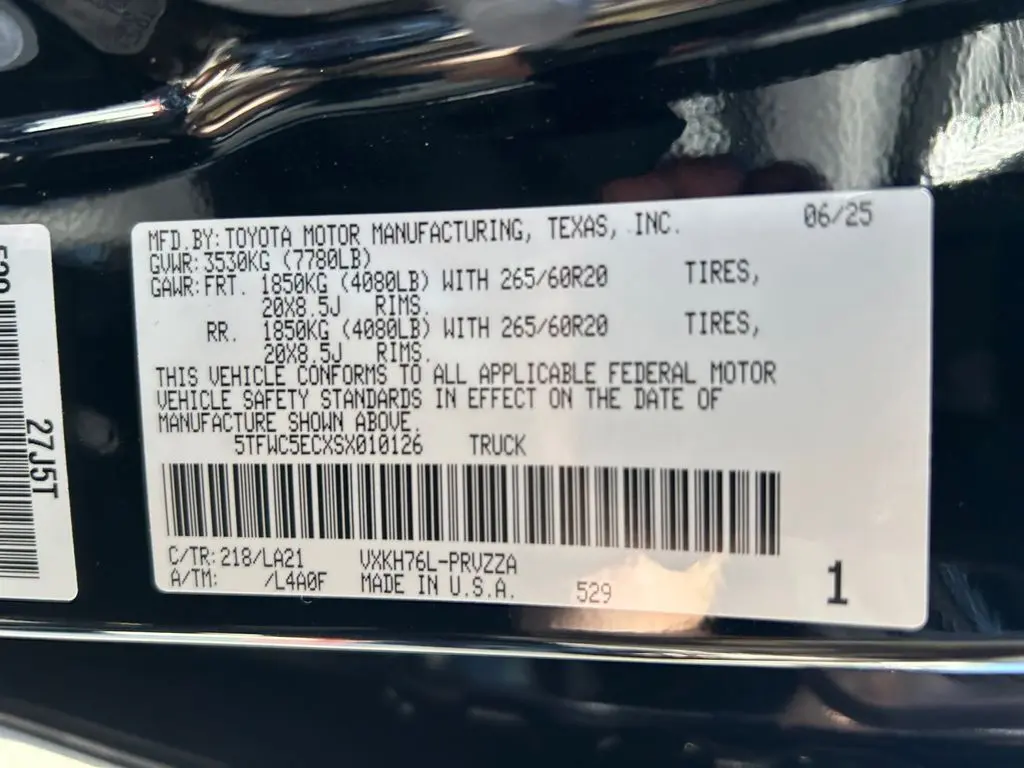 MFD.BY:TOYOTA MOTOR MANUFACTURING, TEXAS, INC. 06/25
GVWR:3530KG (7780LB)
GAWR:FRT. 1850KG (4080LB) WITH 265/60R20 TIRES,
20X8.5J RIMS.
RR. 1850KG (4080LB) WITH 265/60R20 TIRES,
20X8.5J RIMS.
THIS VEHICLE CONFORMS TO ALL APPLICABLE FEDERAL MOTOR
VEHICLE SAFETY STANDARDS IN EFFECT ON THE DATE OF
MANUFACTURE SHOWN ABOVE.
5TFWC5ECXSX010126 TRUCK
C/TR:218/LA21 VXKH76L-PRVZZA
A/TM: /L4A0F MADE IN U.S.A. 529 1
27J5T